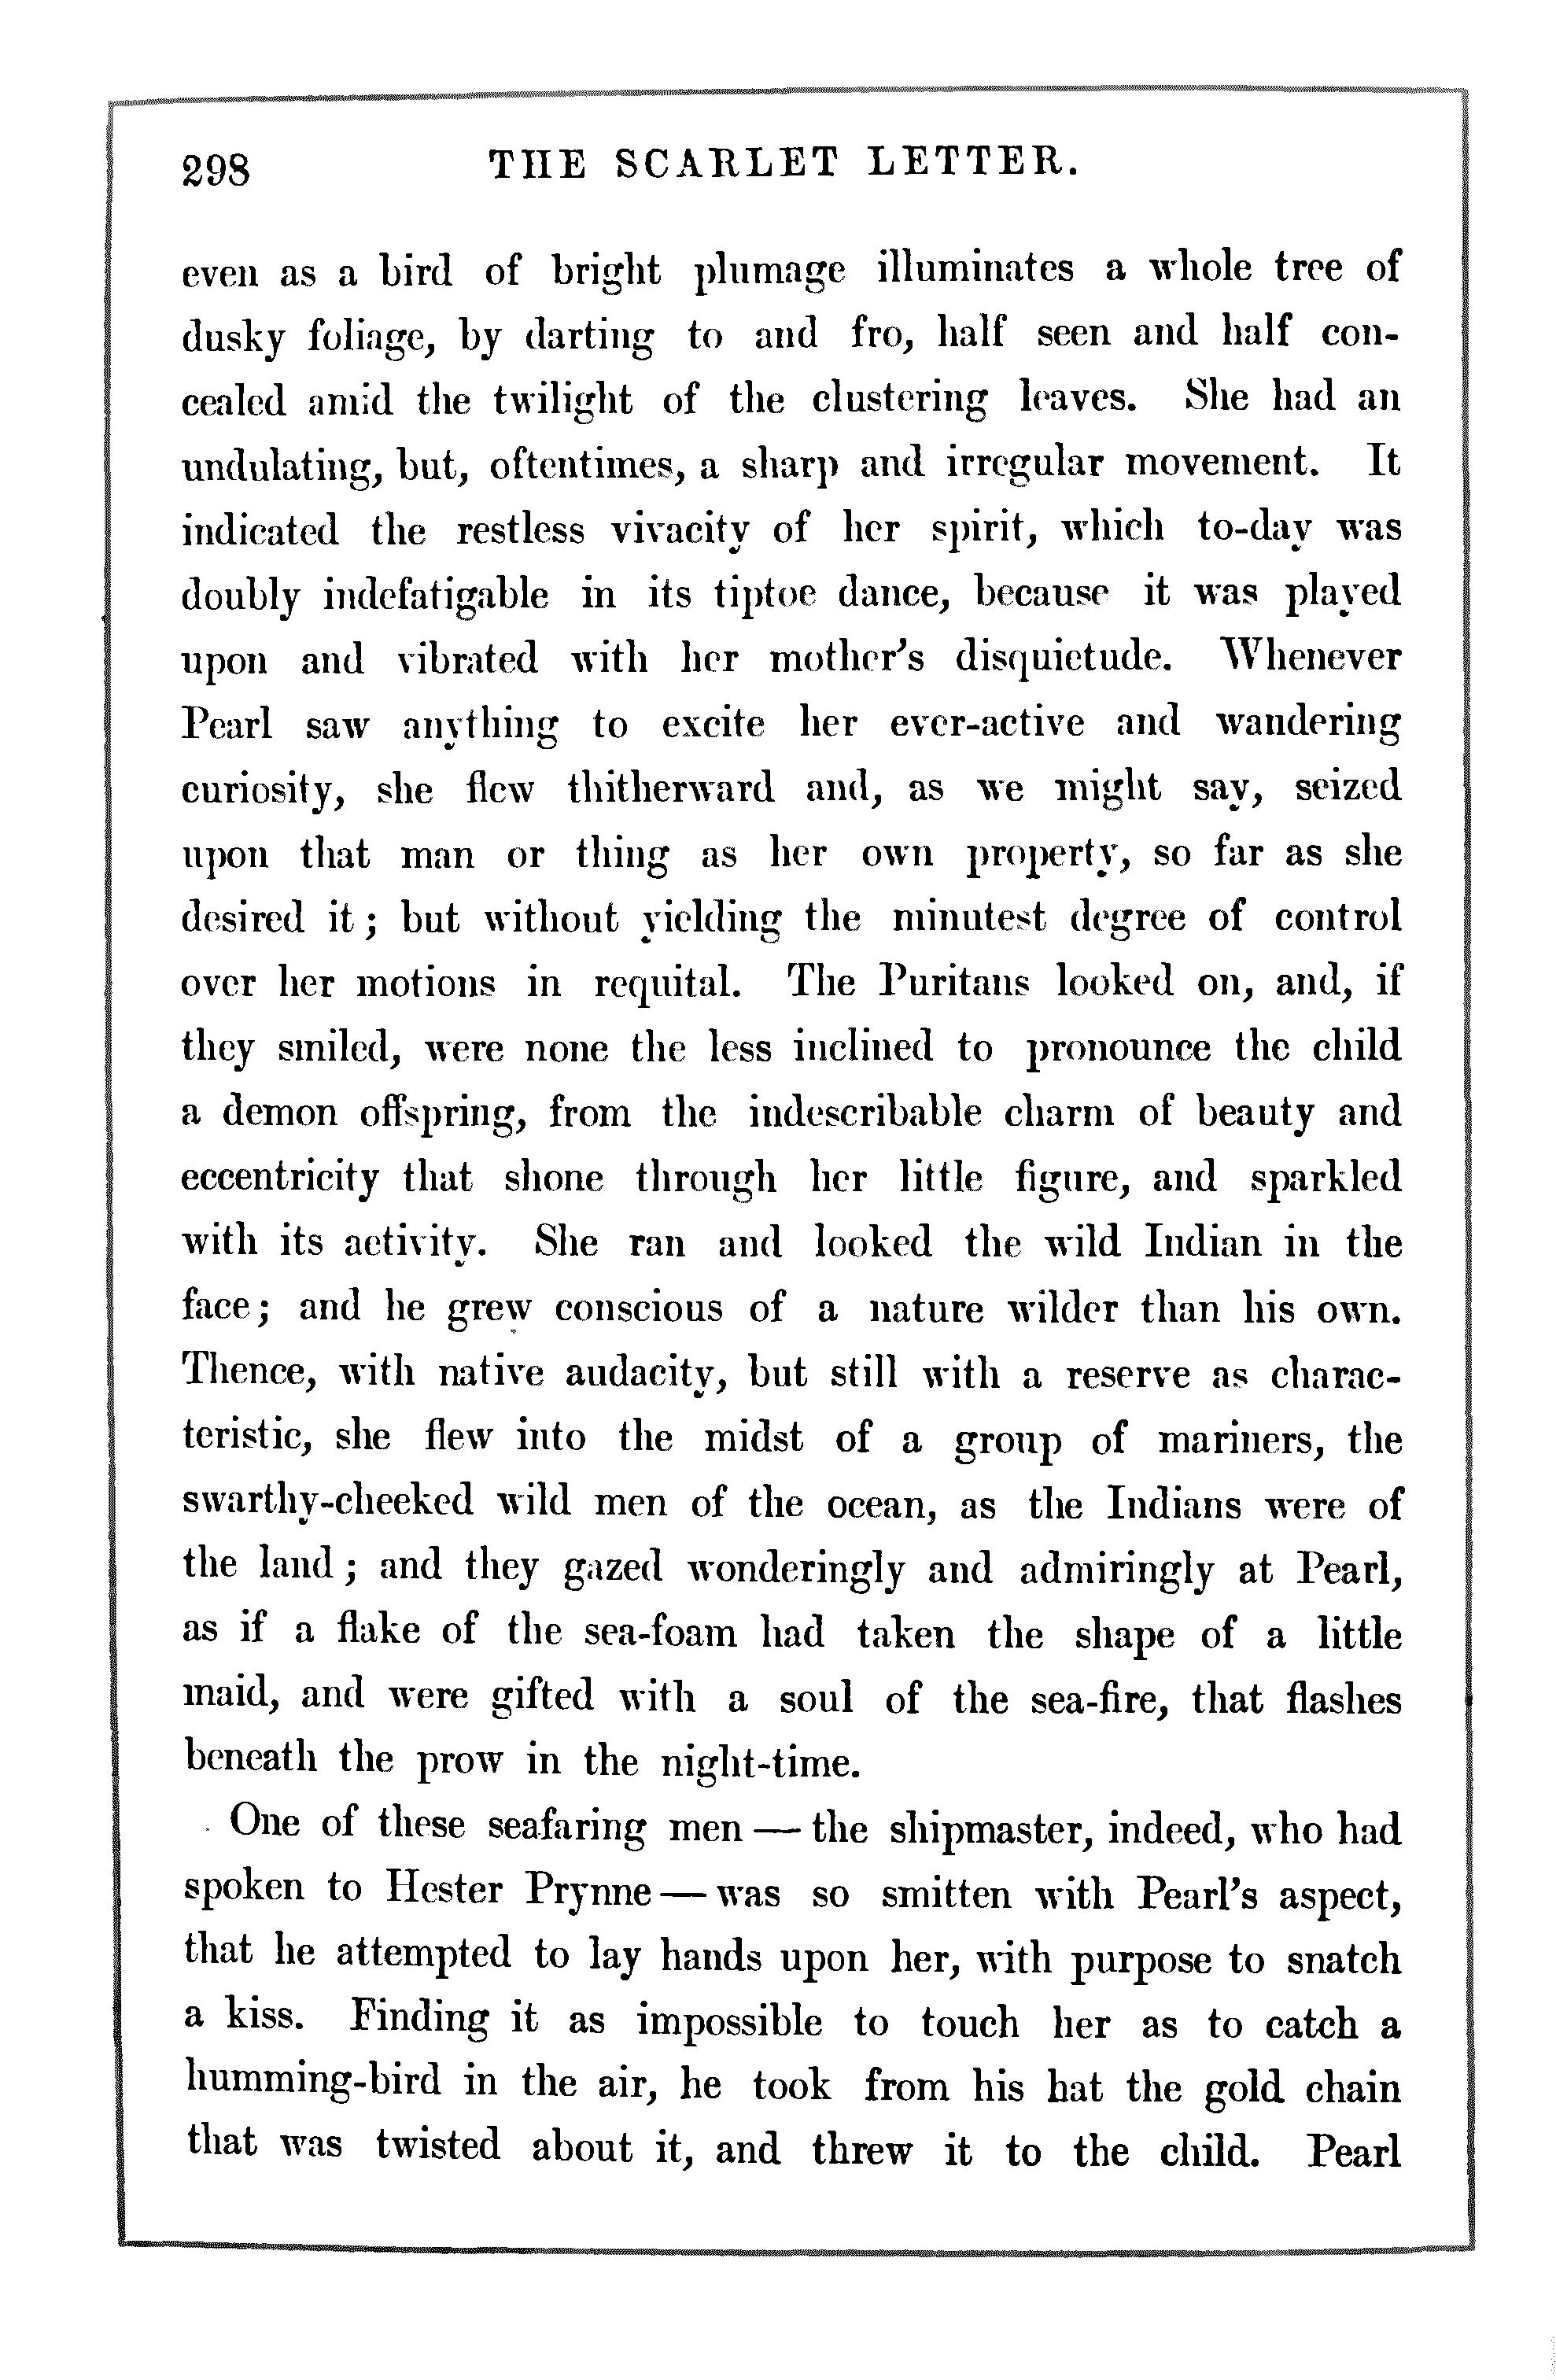 298 THE SCARLET LETTER.
even as a bird of bright plumage illuminates a whole tree of
dusky foliage, by darting to and fro, half seen and half con-
cealed amid the twilight of the clustering leaves. She had an
undulating, but, oftentimes, a sharp and irregular movement. It
indicated the restless vivacity of her spirit, which to-day was
doubly indefatigable in its tiptoe dance, because it was played
upon and vibrated with her mother's disquietude. Whenever
Pearl saw anything to excite her ever-active and wandering
curiosity, she flew thitherward and, as we might say, seized
upon that man or thing as her own property, so far as she
desired it; but without yielding the minutest degree of control
over her motions in requital. The Puritans looked on, and, if
they smiled, were none the less inclined to pronounce the child
a demon offspring, from the indescribable charm of beauty and
eccentricity that shone through her little figure, and sparkled
with its activity. She ran and looked the wild Indian in the
face; and he grew conscious of a nature wilder than his own.
Thence, with native audacity, but still with a reserve as charac-
teristic, she flew into the midst of a group of mariners, the
swarthy-cheeked wild men of the ocean, as the Indians were of
the land; and they gazed wonderingly and admiringly at Pearl,
as if a flake of the sea-foam had taken the shape of a little
maid, and were gifted with a soul of the sea-fire, that flashes
beneath the prow in the night-time.
One of these seafaring men — the shipmaster, indeed, who had
spoken to Hester Prynne — was so smitten with Pearl's aspect,
that he attempted to lay hands upon her, with purpose to snatch
a kiss. Finding it as impossible to touch her as to catch a
humming-bird in the air, he took from his hat the gold chain
that was twisted about it, and threw it to the child. Pearl